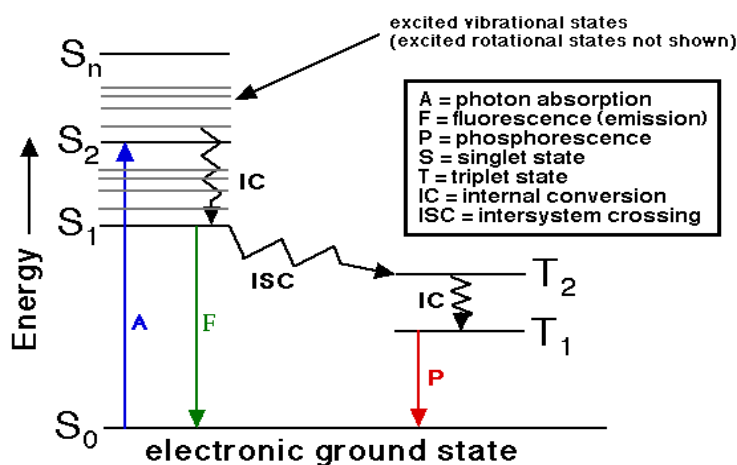 excited vibrational states
(excited rotational states not shown)
Sn
A = photon absorption
F = fluorescence (emission)
P = phosphorescence
S = singlet state
T = triplet state
IC = internal conversion
ISC = intersystem crossing
S2
IC
S1
ISC
T2
IC
T1
Energy
A
F
P
S0
electronic ground state